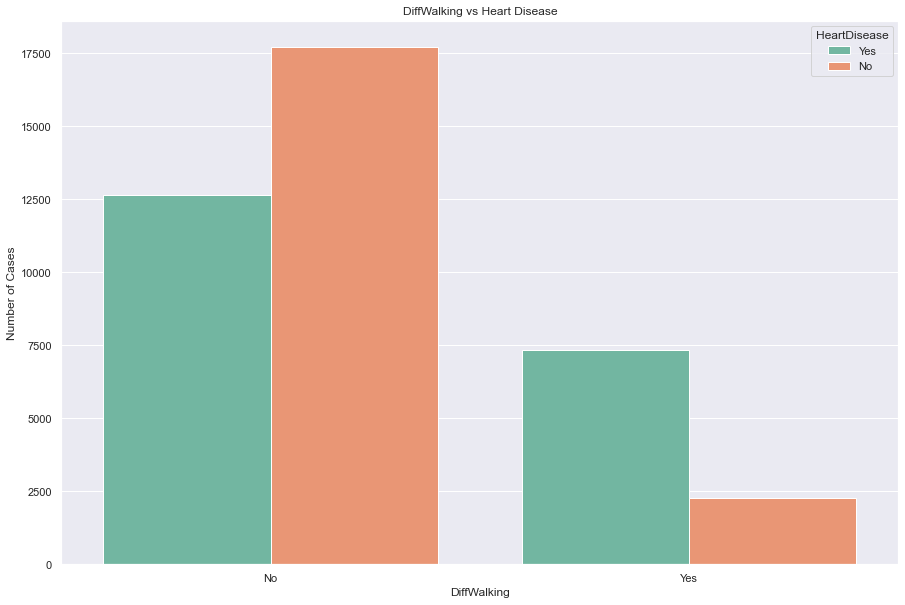 DiffWalking vs Heart Disease
HeartDisease
Yes
No
Number of Cases
17500
15000
12500
10000
7500
5000
2500
0
No
Yes
DiffWalking